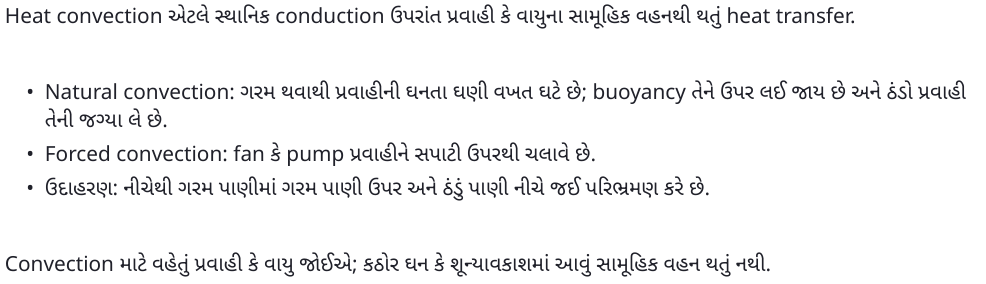 Heat convection એટલે સ્થાનિક conduction ઉપરાંત પ્રવાહી કે વાયુના સામૂહિક વહનથી થતું heat transfer.
• Natural convection: ગરમ થવાથી પ્રવાહીની ઘનતા ઘણી વખત ઘટે છે; buoyancy તેને ઉપર લઈ જાય છે અને ઠંડો પ્રવાહી
તેની જગ્યા લે છે.
• Forced convection: fan કે pump પ્રવાહીને સપાટી ઉપરથી ચલાવે છે.
• ઉદાહરણ: નીચેથી ગરમ પાણીમાં ગરમ પાણી ઉપર અને ઠંડું પાણી નીચે જઈ પરિભ્રમણ કરે છે.
Convection માટે વહેતું પ્રવાહી કે વાયુ જોઈએ; કઠોર ઘન કે શૂન્યાવકાશમાં આવું સામૂહિક વહન થતું નથી.